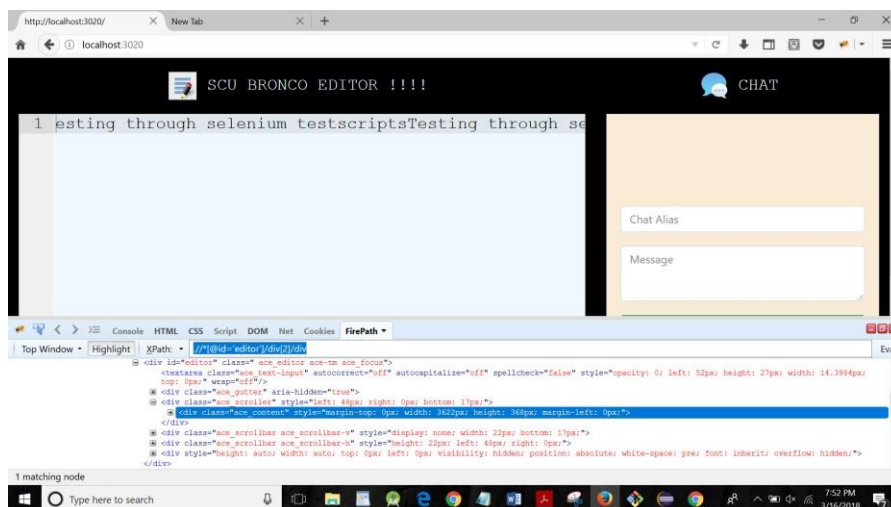 http://localhost:3020/ New Tab
localhost:3020
SCU BRONCO EDITOR !!!! CHAT
1 esting through selenium testscriptsTesting through se
Chat Alias
Message
Console HTML CSS Script DOM Net Cookies FirePath
Top Window Highlight XPath: //*[@id='editor']/div[2]/div Eva
<div id="editor" class=" ace_editor ace-tm ace_focus">
<textarea class="ace_text-input" autocorrect="off" autocapitalize="off" spellcheck="false" style="opacity: 0; left: 52px; height: 27px; width: 14.3984px;
top: 0px;" wrap="off"/>
<div class="ace_gutter" aria-hidden="true">
<div class="ace_scroller" style="left: 48px; right: 0px; bottom: 17px;">
<div class="ace_content" style="margin-top: 0px; width: 3622px; height: 368px; margin-left: 0px;">
</div>
<div class="ace_scrollbar ace_scrollbar-v" style="display: none; width: 22px; bottom: 17px;">
<div class="ace_scrollbar ace_scrollbar-h" style="height: 22px; left: 48px; right: 0px;">
<div style="height: auto; width: auto; top: 0px; left: 0px; visibility: hidden; position: absolute; white-space: pre; font: inherit; overflow: hidden;">
</div>
1 matching node
Type here to search
7:52 PM
3/16/2018